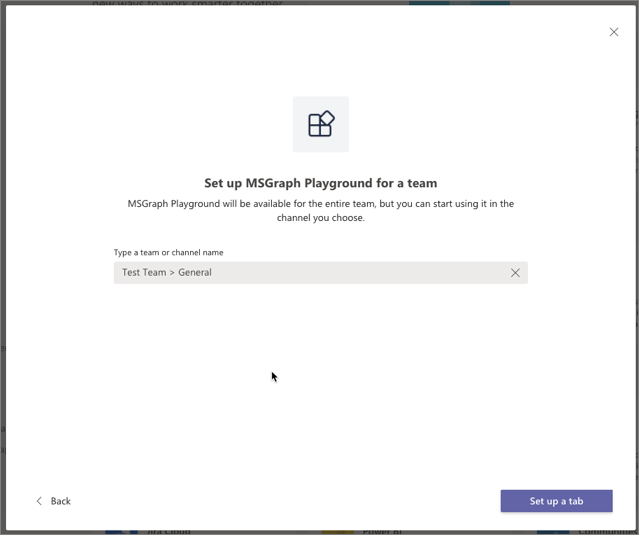 new ways to work smarter together
Set up MSGraph Playground for a team
MSGraph Playground will be available for the entire team, but you can start using it in the
channel you choose.
Type a team or channel name
Test Team > General
Back
Set up a tab
Jira Cloud
Power BI
Communities